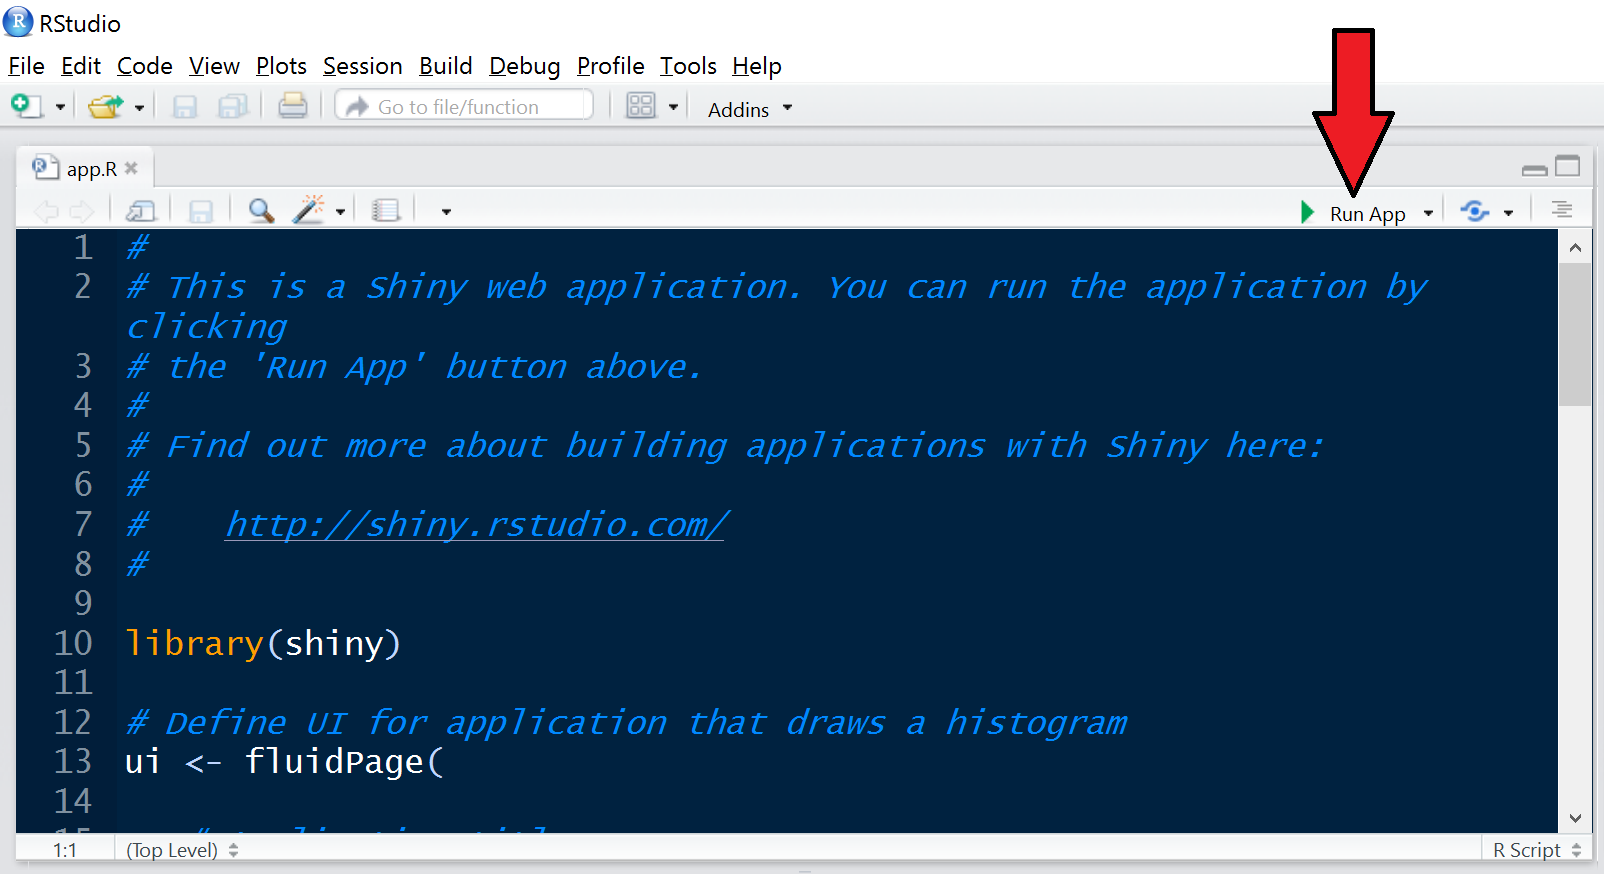 RStudio
File Edit Code View Plots Session Build Debug Profile Tools Help
Go to file/function Addins
app.R
Run App
1 #
2 # This is a Shiny web application. You can run the application by
clicking
3 # the 'Run App' button above.
4 #
5 # Find out more about building applications with Shiny here:
6 #
7 #    http://shiny.rstudio.com/
8 #
9
10 library(shiny)
11
12 # Define UI for application that draws a histogram
13 ui <- fluidPage(
14
1:1 (Top Level) R Script